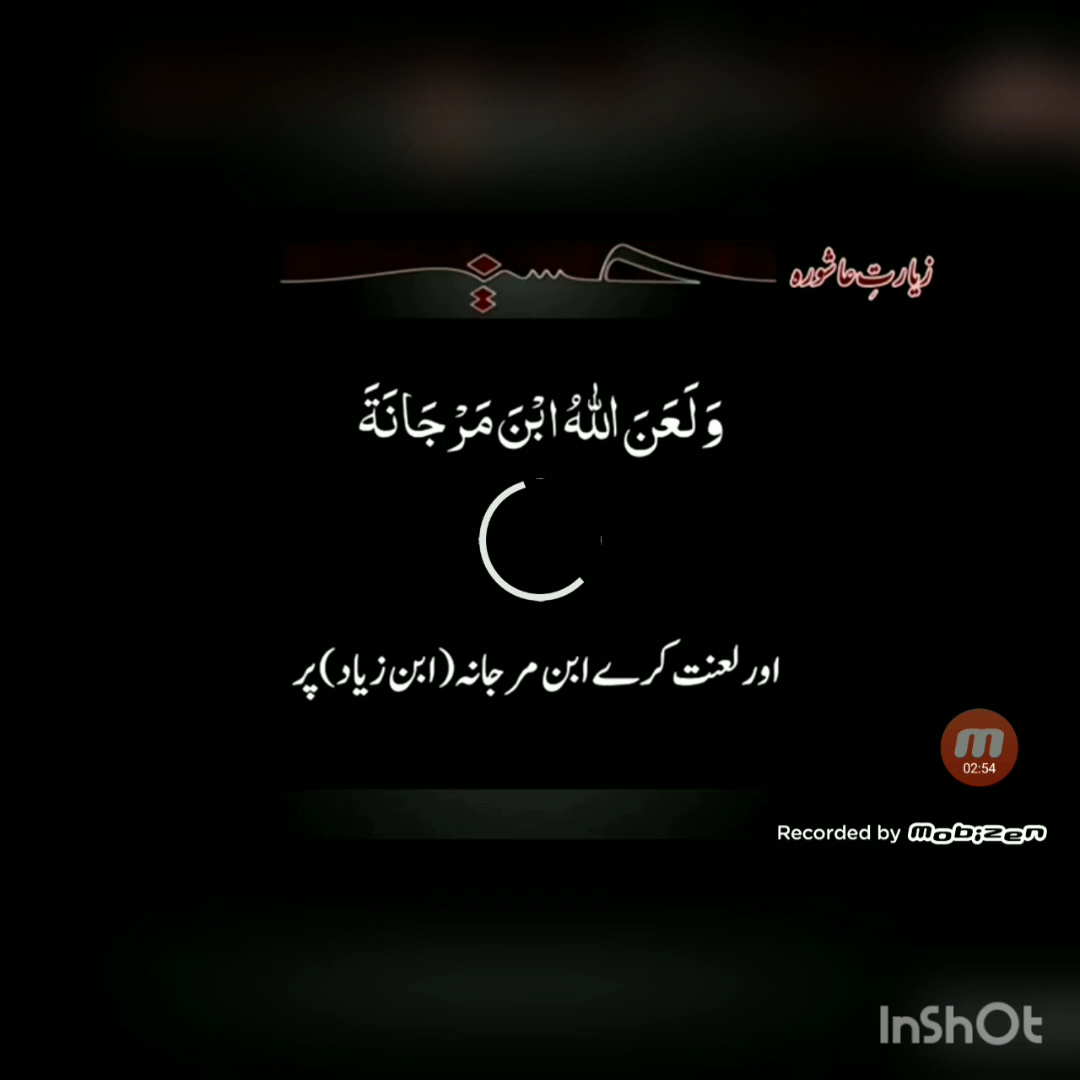 زیارتِ عاشورہ
حسین
وَلَعَنَ اللهُ ابْنَ مَرْجَانَةَ
اور لعنت کرے ابن مرجانہ (ابن زیاد) پر
02:54
Recorded by Mobizen
InShOt